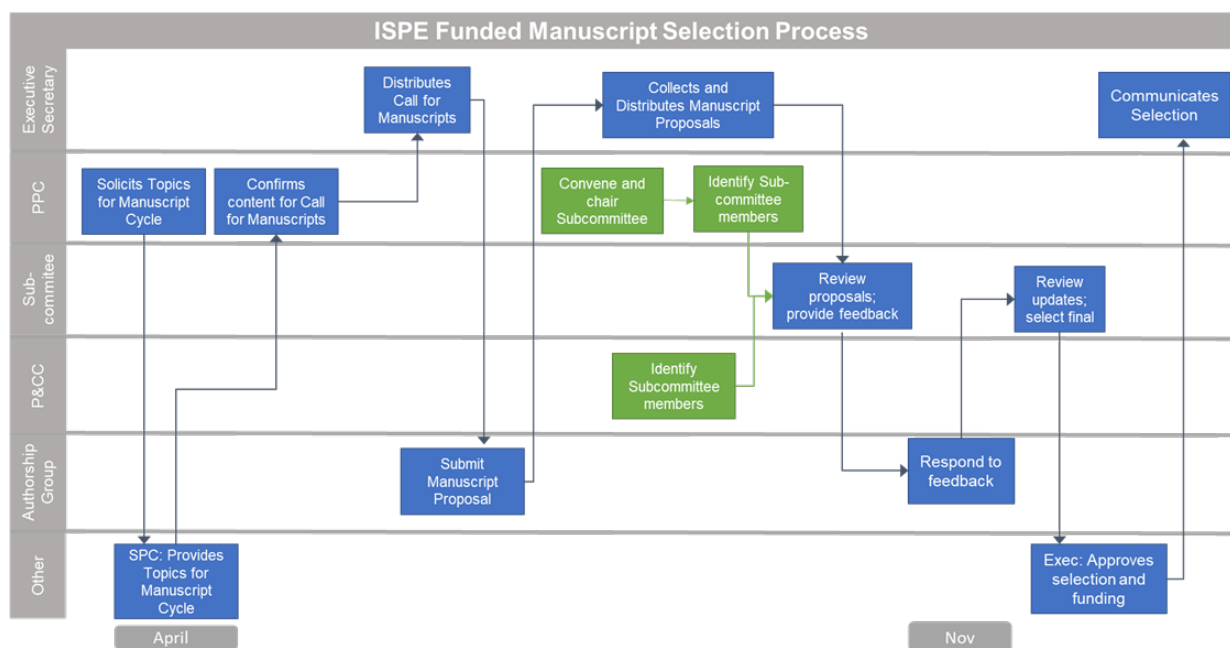 ISPE Funded Manuscript Selection Process
Executive
Secretary
Distributes
Call for
Manuscripts
Collects and
Distributes Manuscript
Proposals
Communicates
Selection
PPC
Solicits Topics
for Manuscript
Cycle
Confirms
content for Call
for Manuscripts
Convene and
chair
Subcommittee
Identify Sub-
committee
members
Sub-
commitee
Review
proposals;
provide feedback
Review
updates;
select final
P&CC
Identify
Subcommittee
members
Authorship
Group
Submit
Manuscript
Proposal
Respond to
feedback
Other
SPC: Provides
Topics for
Manuscript
Cycle
Exec: Approves
selection and
funding
April
Nov